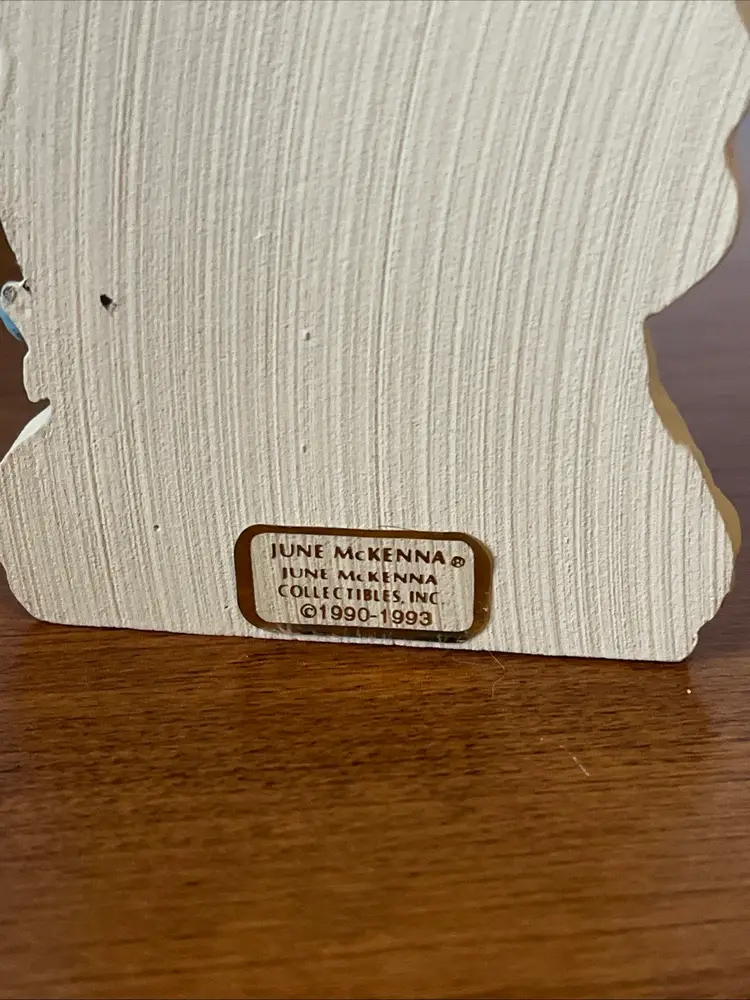 JUNE McKENNA®
JUNE McKENNA
COLLECTIBLES, INC.
©1990-1993